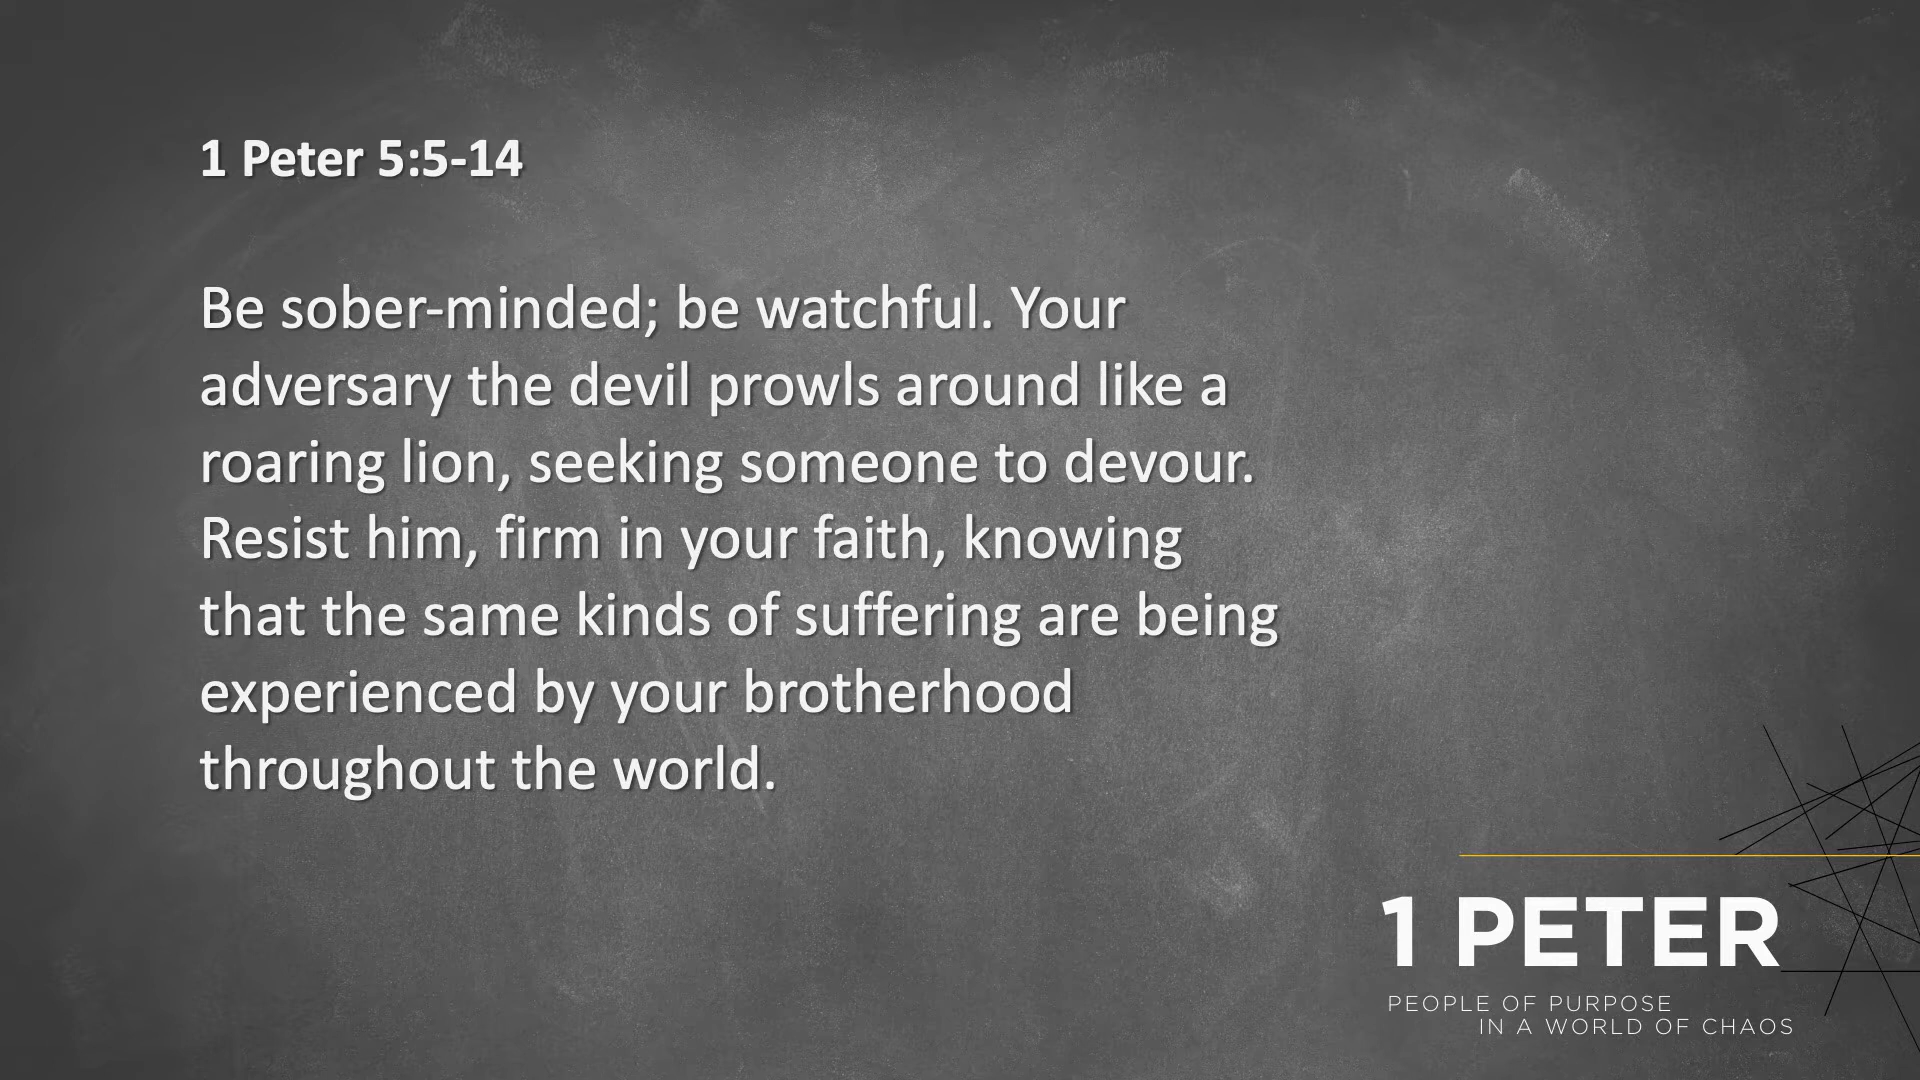 1 Peter 5:5-14
Be sober-minded; be watchful. Your
adversary the devil prowls around like a
roaring lion, seeking someone to devour.
Resist him, firm in your faith, knowing
that the same kinds of suffering are being
experienced by your brotherhood
throughout the world.
1 PETER
PEOPLE OF PURPOSE
IN A WORLD OF CHAOS